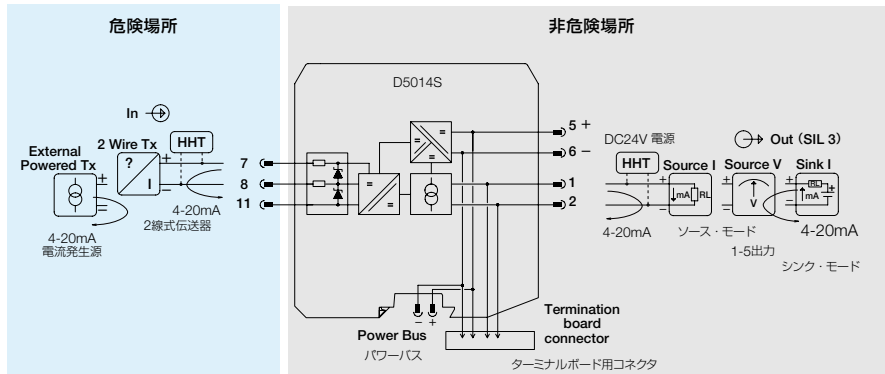 危険場所
非危険場所
D5014S
In
External
Powered Tx
2 Wire Tx
HHT
?
I
+
−
+
=
4-20mA
2線式伝送器
4-20mA
電流発生源
7
8
11
=
=
=
=
5 +
6 −
1
2
DC24V 電源
Out (SIL 3)
HHT
Source I
Source V
Sink I
+
−
mA
RL
+
−
V
+
−
RL
mA
+
4-20mA
ソース・モード
1-5出力
4-20mA
シンク・モード
− +
Power Bus
パワーバス
Termination
board
connector
ターミナルボード用コネクタ